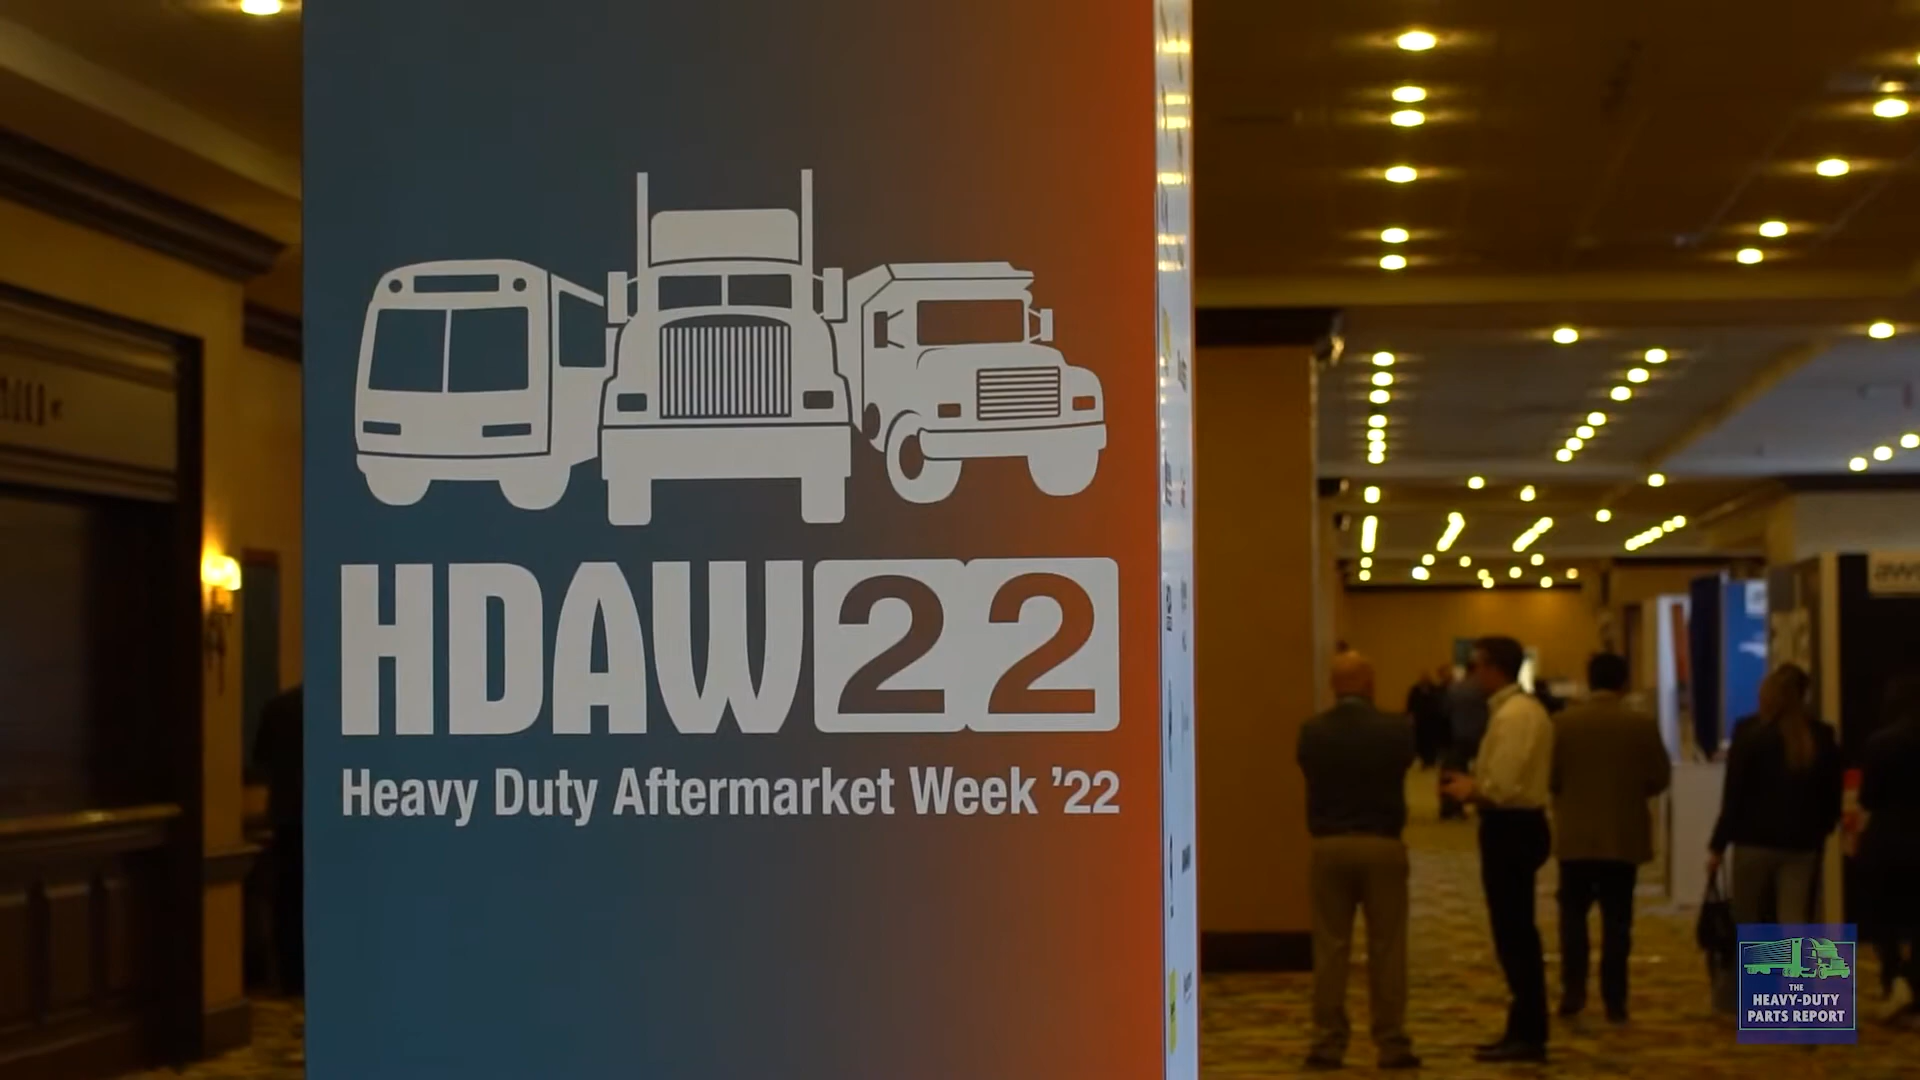 HDAW22
Heavy Duty Aftermarket Week ’22
THE
HEAVY-DUTY
PARTS REPORT